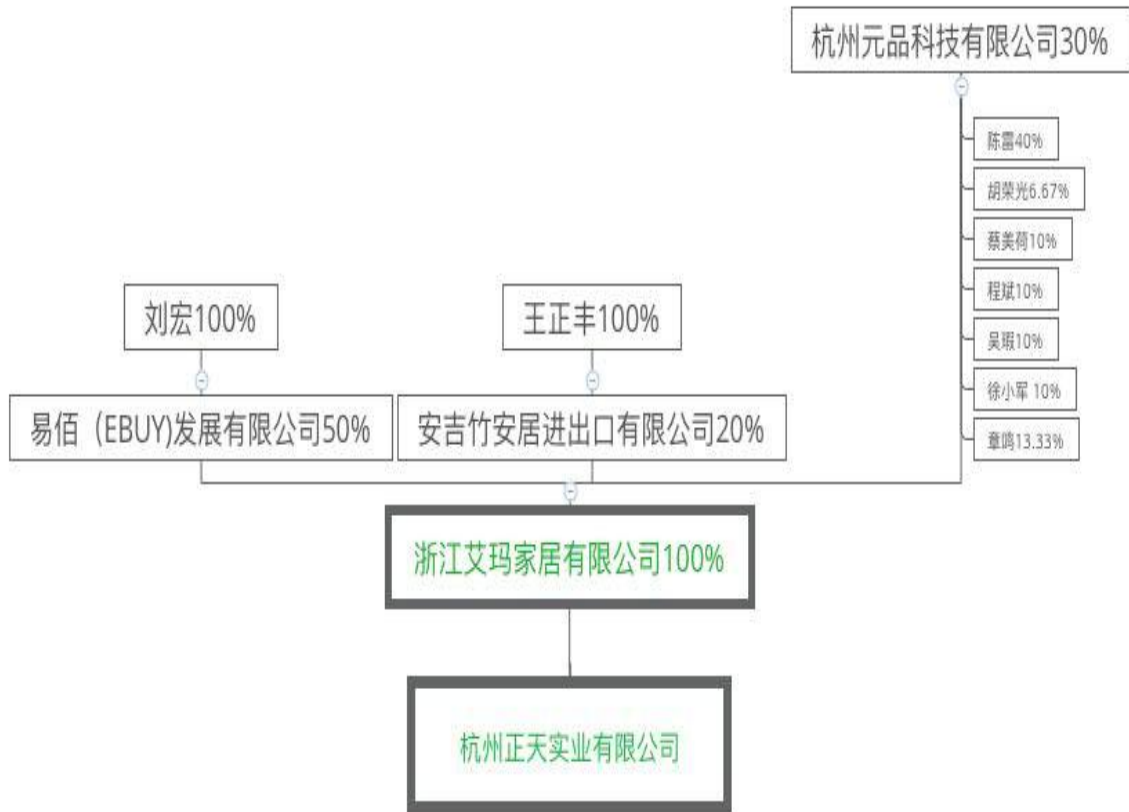 杭州元品科技有限公司30%
陈雷40%
胡荣光6.67%
蔡美荷10%
程斌10%
吴瑕10%
徐小军 10%
章鸣13.33%
刘宏100%
王正丰100%
易佰（EBUY)发展有限公司50%
安吉竹安居进出口有限公司20%
浙江艾玛家居有限公司100%
杭州正天实业有限公司